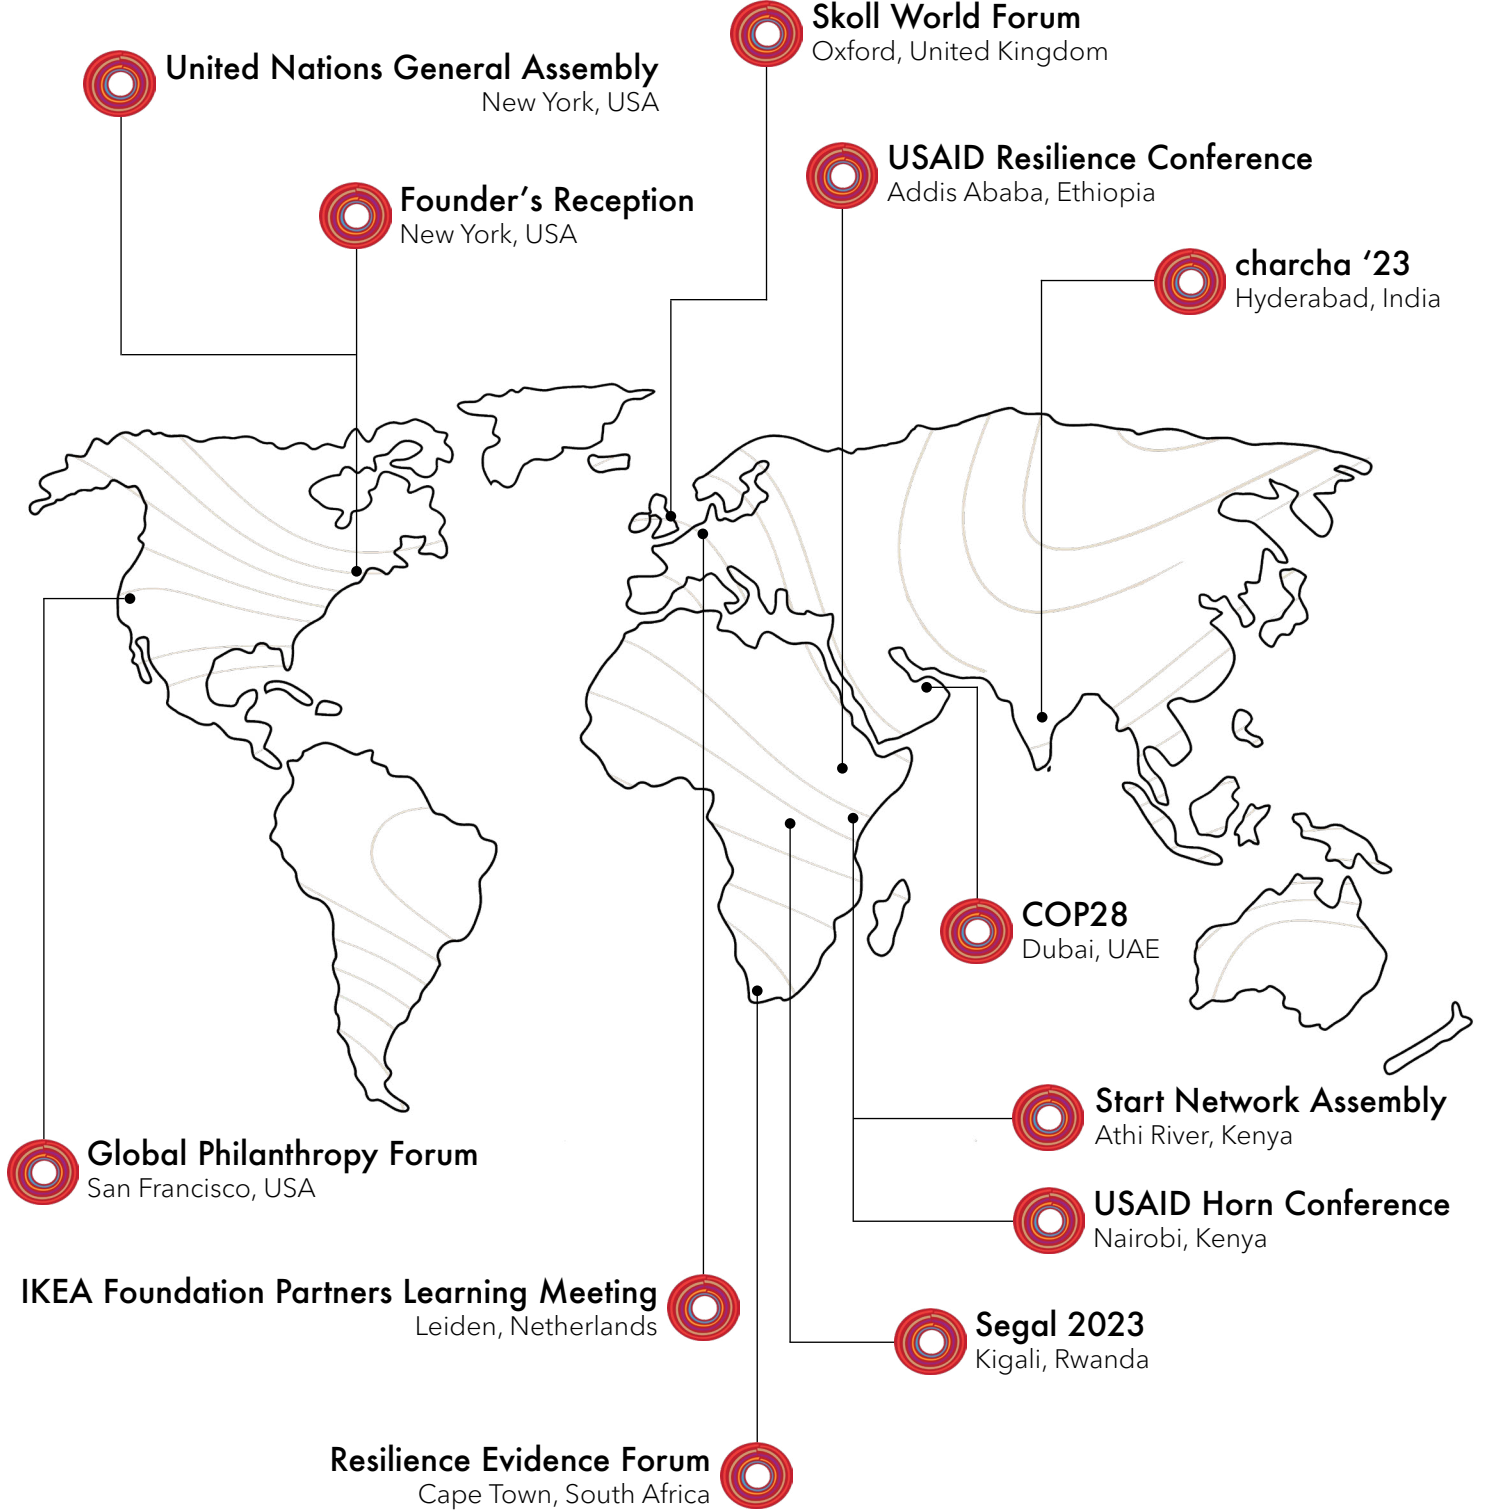 Skoll World Forum
Oxford, United Kingdom
United Nations General Assembly
New York, USA
USAID Resilience Conference
Addis Ababa, Ethiopia
Founder’s Reception
New York, USA
charcha ‘23
Hyderabad, India
COP28
Dubai, UAE
Start Network Assembly
Athi River, Kenya
Global Philanthropy Forum
San Francisco, USA
USAID Horn Conference
Nairobi, Kenya
IKEA Foundation Partners Learning Meeting
Leiden, Netherlands
Segal 2023
Kigali, Rwanda
Resilience Evidence Forum
Cape Town, South Africa